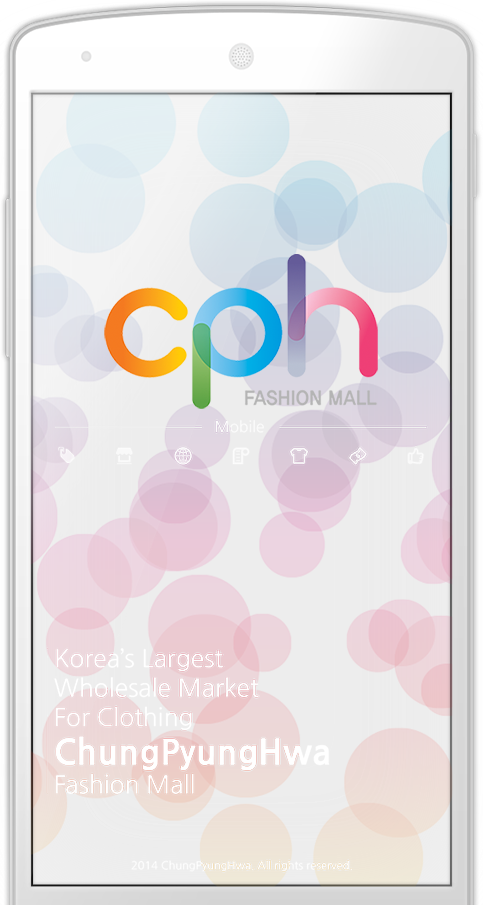 cph
FASHION MALL
Mobile
Korea's Largest
Wholesale Market
For Clothing
ChungPyungHwa
Fashion Mall
2014 ChungPyungHwa. All rights reserved.